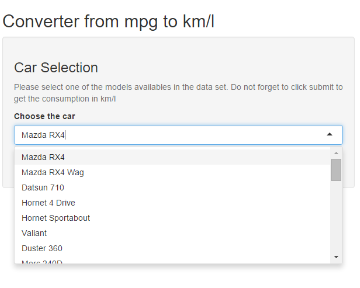 Converter from mpg to km/l
Car Selection
Please select one of the models availables in the data set. Do not forget to click submit to
get the consumption in km/l
Choose the car
Mazda RX4
Mazda RX4
Mazda RX4 Wag
Datsun 710
Hornet 4 Drive
Hornet Sportabout
Valiant
Duster 360
Merc 240D